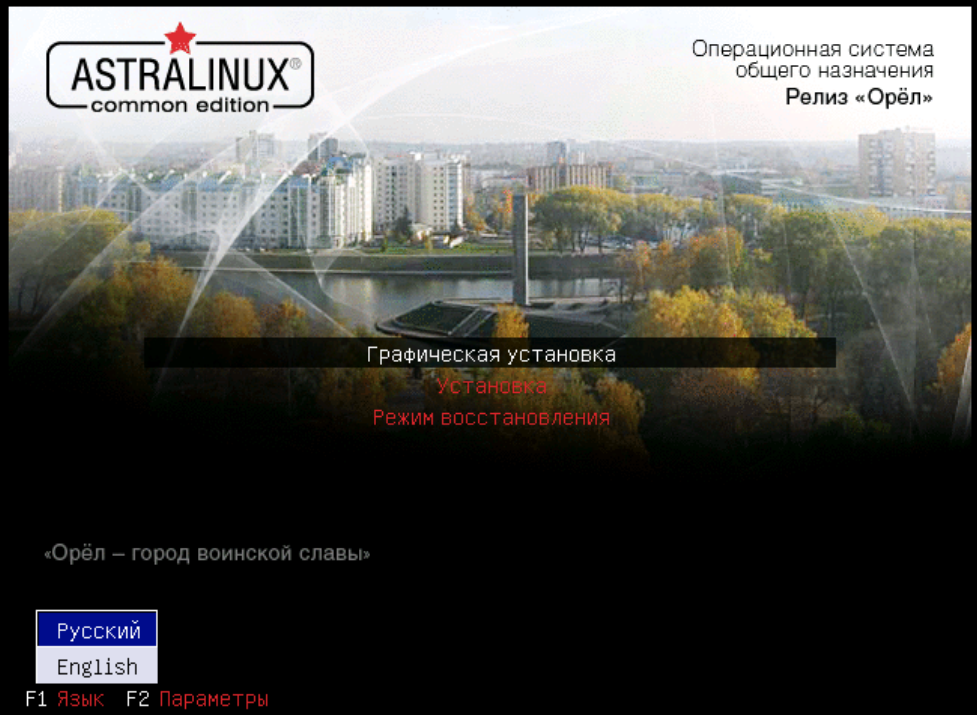 ASTRALINUX®
common edition
Операционная система
общего назначения
Релиз «Орёл»
Графическая установка
Установка
Режим восстановления
«Орёл – город воинской славы»
Русский
English
F1 Язык F2 Параметры